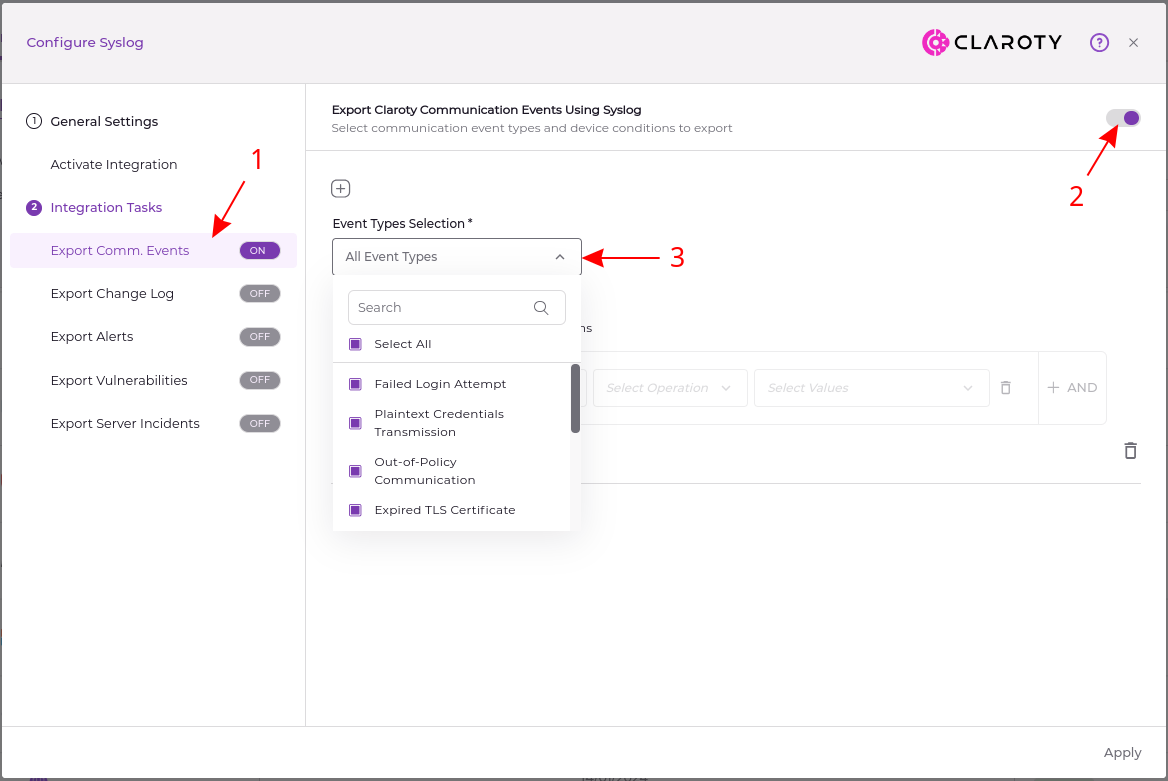 Configure Syslog
CLAROTY
?
1 General Settings
Activate Integration
2 Integration Tasks
Export Comm. Events ON
Export Change Log OFF
Export Alerts OFF
Export Vulnerabilities OFF
Export Server Incidents OFF
1
Export Claroty Communication Events Using Syslog
Select communication event types and device conditions to export
2
Event Types Selection *
All Event Types
3
Search
Select All
Failed Login Attempt
Plaintext Credentials
Transmission
Out-of-Policy
Communication
Expired TLS Certificate
Select Operation
Select Values
+ AND
Apply